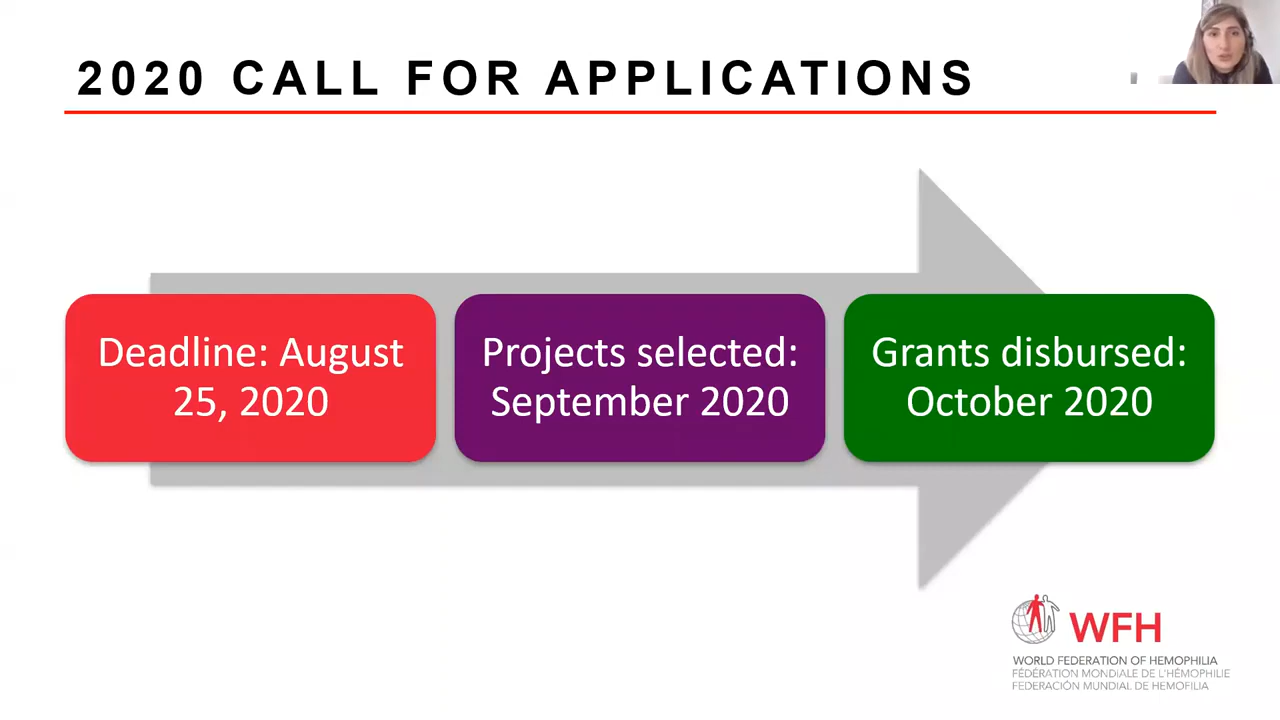 2020 CALL FOR APPLICATIONS
Deadline: August
25, 2020
Projects selected:
September 2020
Grants disbursed:
October 2020
WFH
WORLD FEDERATION OF HEMOPHILIA
FÉDÉRATION MONDIALE DE L'HÉMOPHILIE
FEDERACIÓN MUNDIAL DE HEMOFILIA